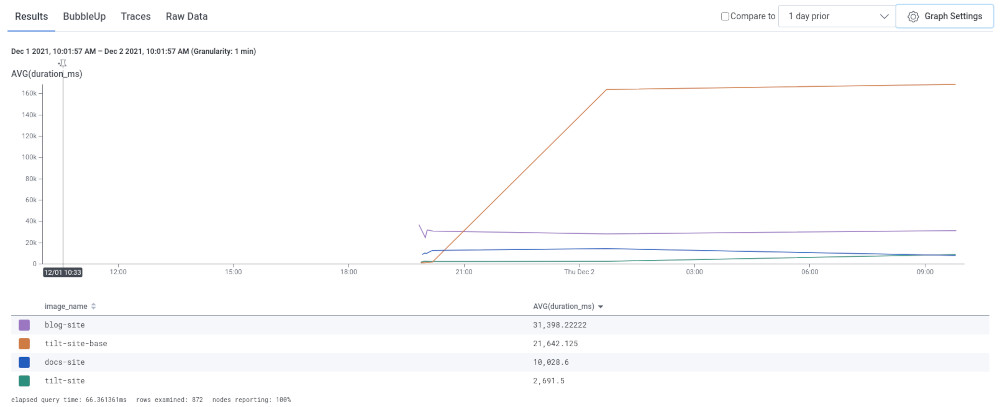 Results BubbleUp Traces Raw Data Compare to 1 day prior Graph Settings
Dec 1 2021, 10:01:57 AM – Dec 2 2021, 10:01:57 AM (Granularity: 1 min)
AVG(duration_ms)
160k
140k
120k
100k
80k
60k
40k
20k
0
12/01 10:33 12:00 15:00 18:00 21:00 Thu Dec 2 03:00 06:00 09:00
image_name AVG(duration_ms)
blog-site 31,398.22222
tilt-site-base 21,642.125
docs-site 10,028.6
tilt-site 2,691.5
elapsed query time: 66.361361ms rows examined: 872 nodes reporting: 100%